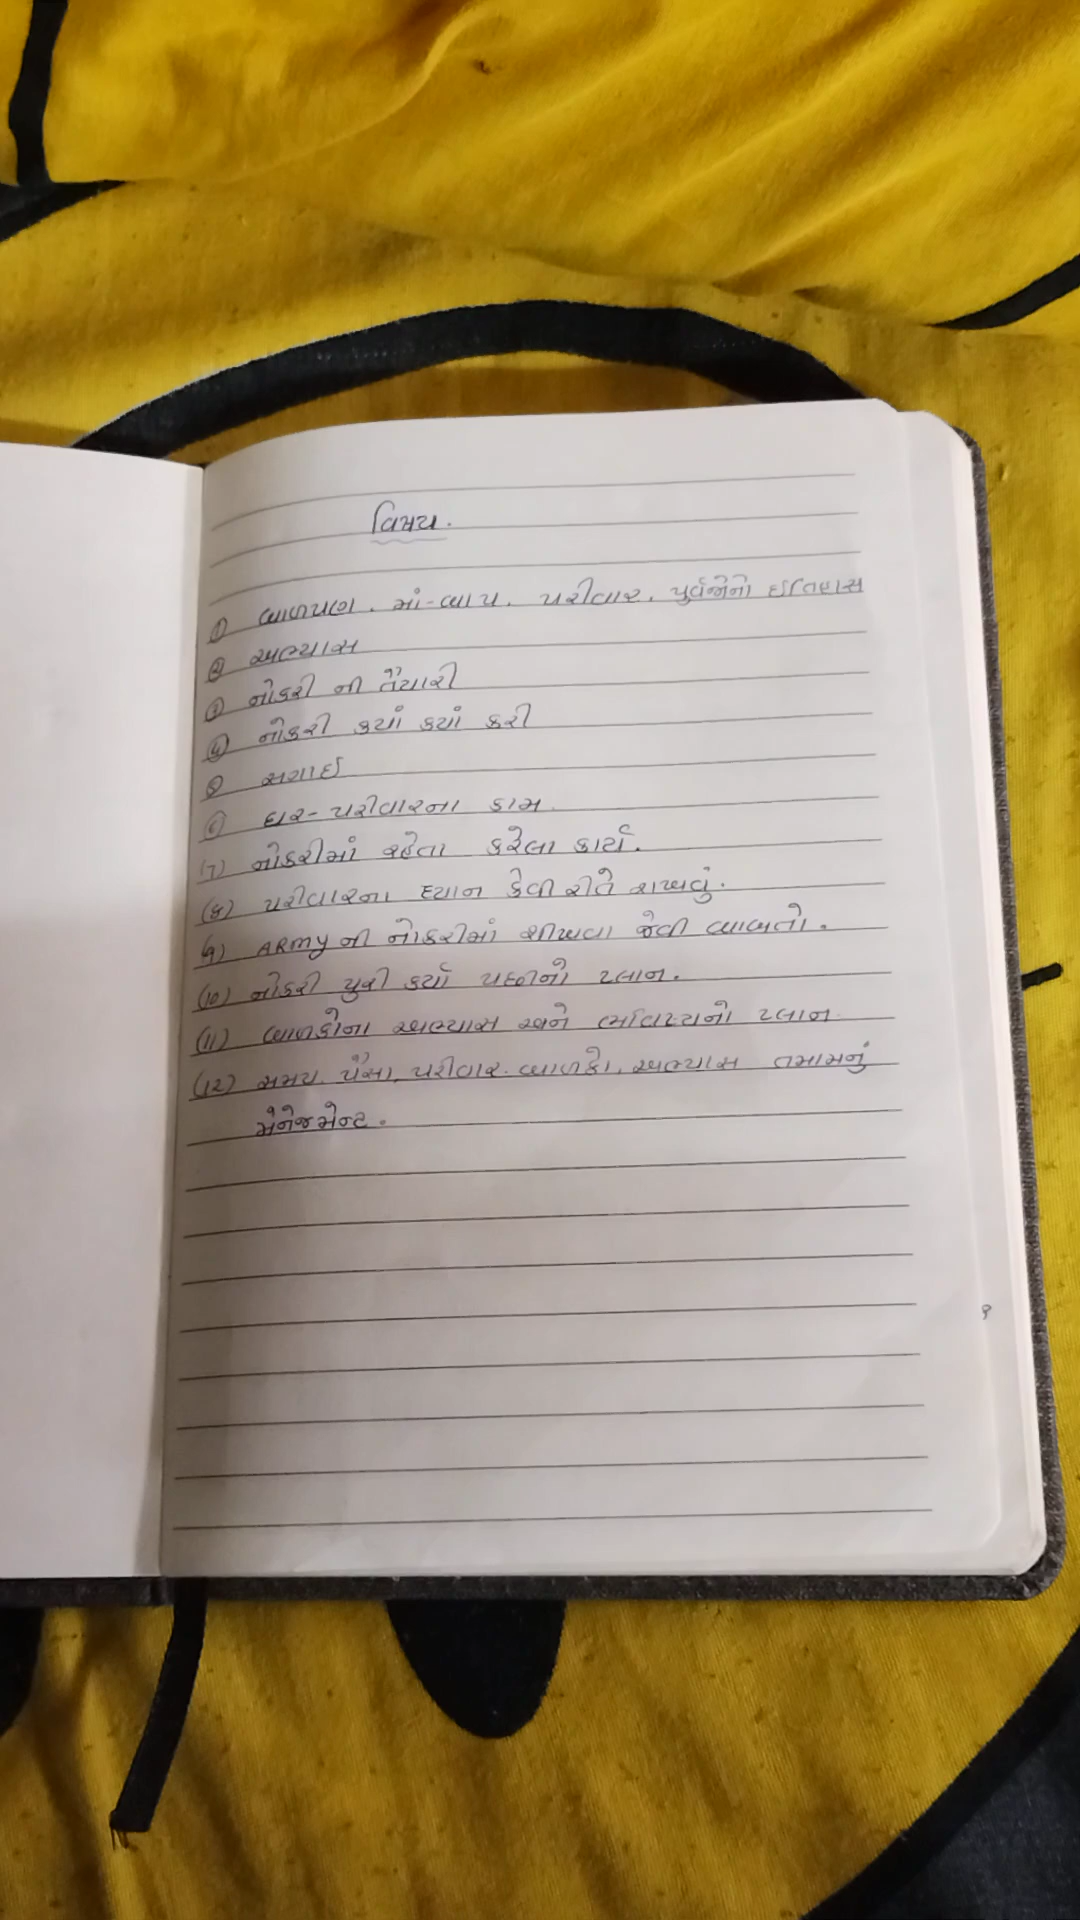 વિષય.
① બાળપણ. માં-બાપ. પરીવાર. પુર્વજોનો ઈતિહાસ
② અભ્યાસ
③ નોકરી ની તૈયારી
④ નોકરી કયાં કયાં કરી
⑤ સગાઈ
⑥ ઘર-પરીવારના કામ.
(7) નોકરીમાં રહેતા કરેલા કાર્યો.
(8) પરીવારના ધ્યાન કેવી રીતે રાખવું.
(9) ARMY ની નોકરીમાં શીખવા જેવી બાબતો.
(10) નોકરી પુરી કર્યા પછીનો પ્લાન.
(11) બાળકોના અભ્યાસ અને ભવિષ્યનો પ્લાન.
(12) સમય. પૈસા. પરીવાર. બાળકો. અભ્યાસ તમામનું
મેનેજમેન્ટ.